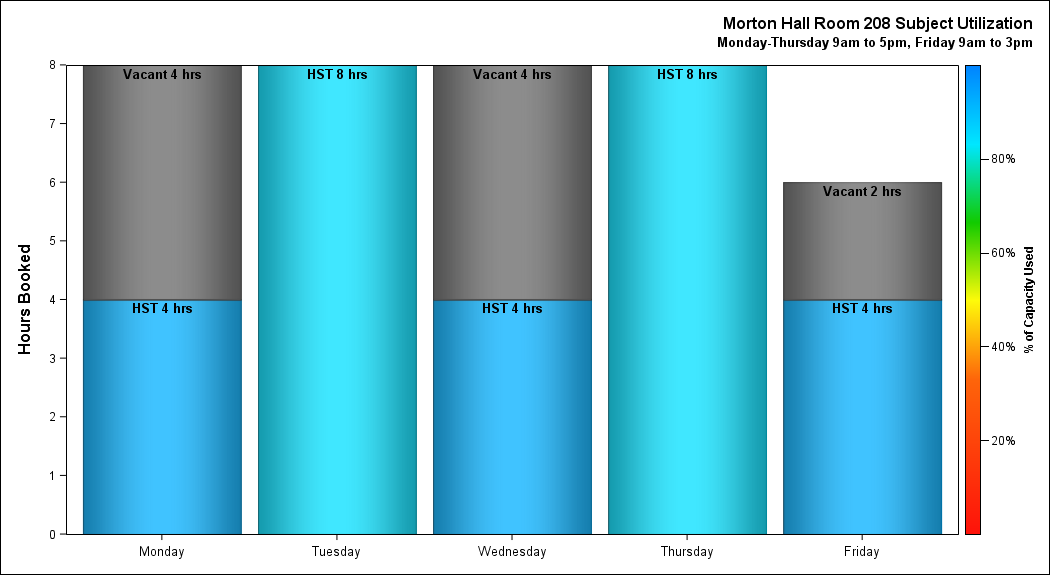 Morton Hall Room 208 Subject Utilization
Monday-Thursday 9am to 5pm, Friday 9am to 3pm
Hours Booked
8
7
6
5
4
3
2
1
0
Vacant 4 hrs
HST 4 hrs
HST 8 hrs
Vacant 4 hrs
HST 4 hrs
HST 8 hrs
Vacant 2 hrs
HST 4 hrs
Monday
Tuesday
Wednesday
Thursday
Friday
80%
60%
40%
20%
% of Capacity Used